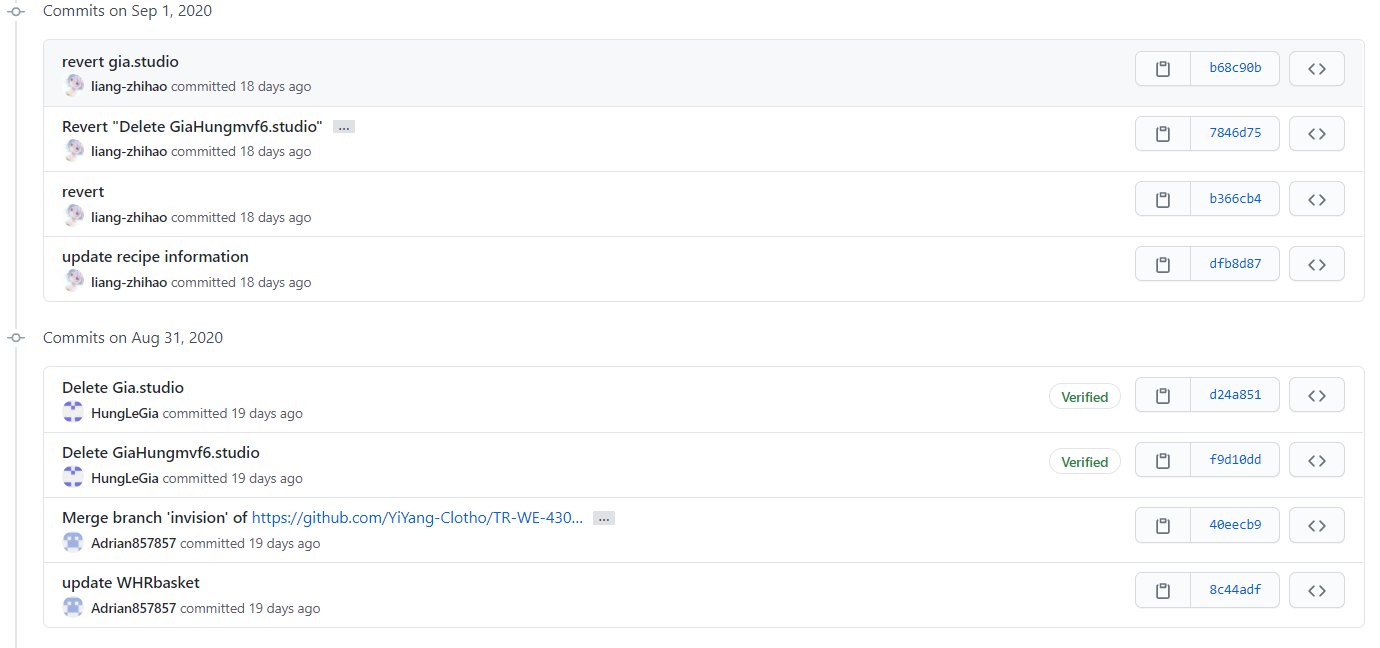 Commits on Sep 1, 2020
revert gia.studio
liang-zhihao committed 18 days ago
b68c90b
Revert "Delete GiaHungmvf6.studio" ...
liang-zhihao committed 18 days ago
7846d75
revert
liang-zhihao committed 18 days ago
b366cb4
update recipe information
liang-zhihao committed 18 days ago
dfb8d87
Commits on Aug 31, 2020
Delete Gia.studio
HungLeGia committed 19 days ago
Verified
d24a851
Delete GiaHungmvf6.studio
HungLeGia committed 19 days ago
Verified
f9d10dd
Merge branch 'invision' of https://github.com/YiYang-Clotho/TR-WE-430... ...
Adrian857857 committed 19 days ago
40eecb9
update WHRbasket
Adrian857857 committed 19 days ago
8c44adf